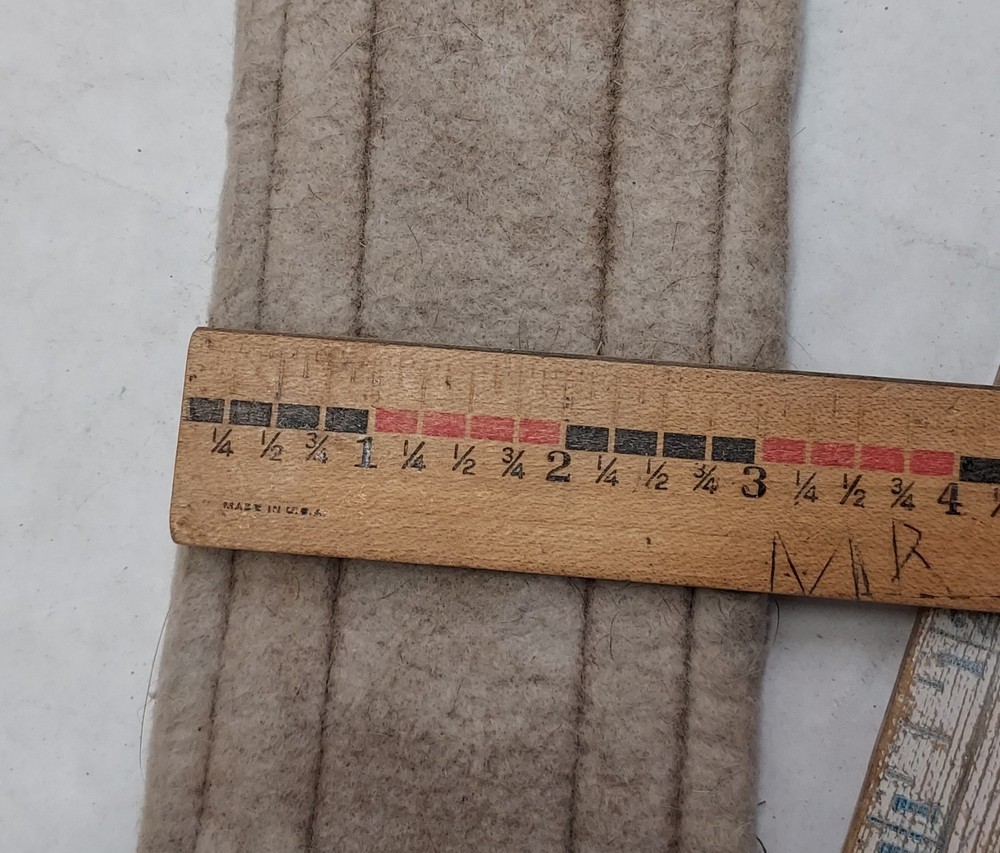 ¼ ½ ¾ 1 ¼ ½ ¾ 2 ¼ ½ ¾ 3 ¼ ½ ¾ 4
MADE IN U.S.A.
MR